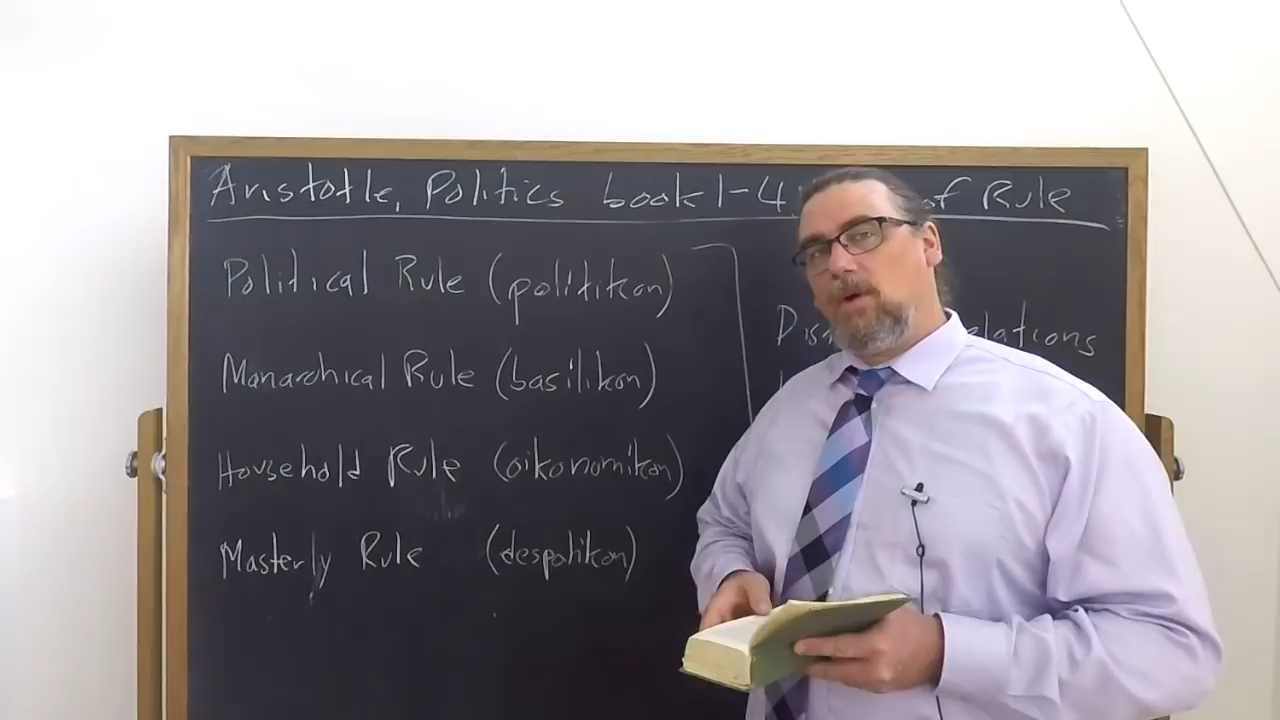 Aristotle, Politics book 1-4 of Rule
Political Rule (politikon)
Monarchical Rule (basilikon)
Household Rule (oikonomikon)
Masterly Rule (despotikon)